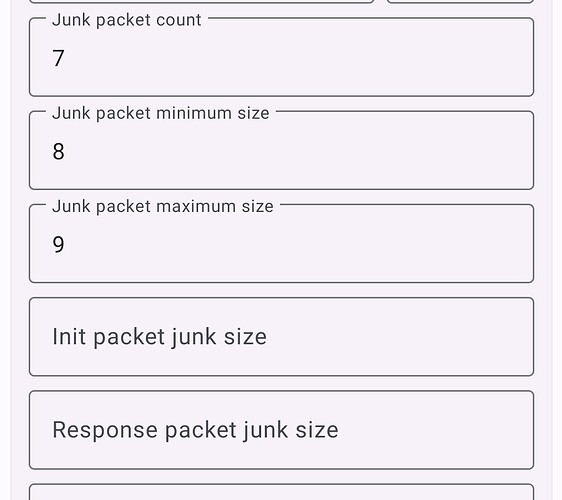 Junk packet count
7
Junk packet minimum size
8
Junk packet maximum size
9
Init packet junk size
Response packet junk size